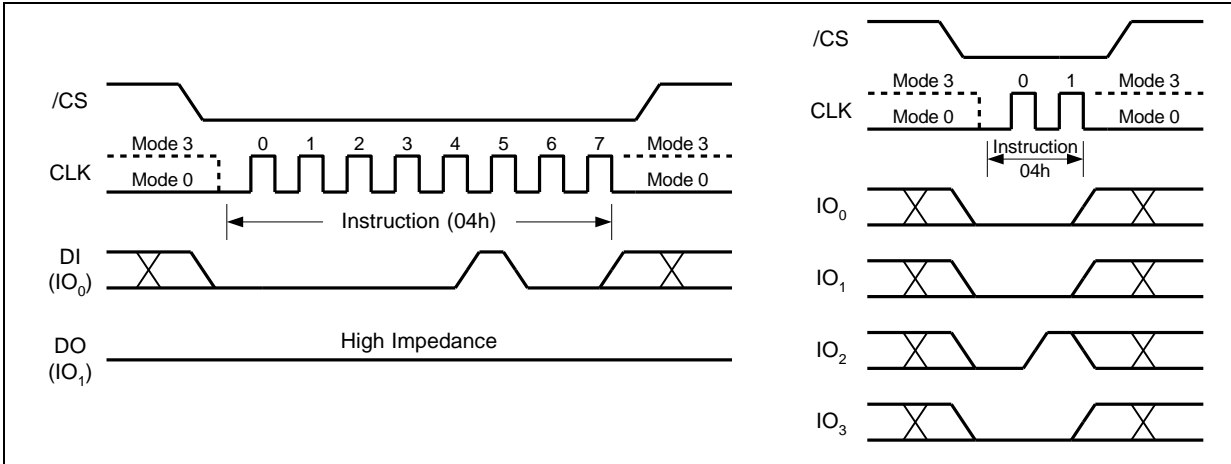 /CS
Mode 3 0 1 2 3 4 5 6 7 Mode 3
CLK
Mode 0 Mode 0
Instruction (04h)
DI
(IO0)
DO High Impedance
(IO1)
/CS
Mode 3 0 1 Mode 3
CLK
Mode 0 Mode 0
Instruction
04h
IO0
IO1
IO2
IO3